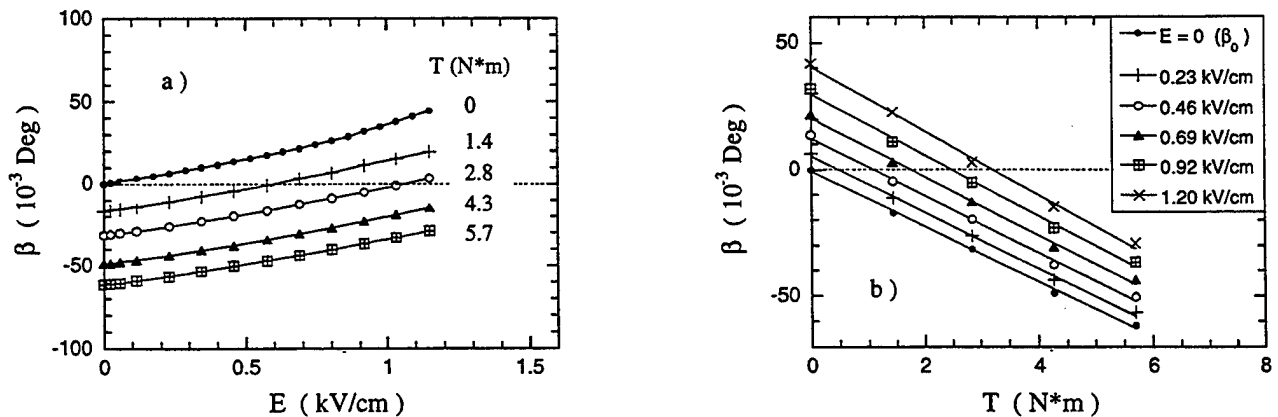 100
50
0
-50
-100
β ( 10⁻³ Deg)
a )
T (N*m)
0
1.4
2.8
4.3
5.7
0
0.5
1
1.5
E ( kV/cm)
50
0
-50
β ( 10⁻³ Deg)
E = 0 (β₀)
0.23 kV/cm
0.46 kV/cm
0.69 kV/cm
0.92 kV/cm
1.20 kV/cm
b )
0
2
4
6
8
T ( N*m)